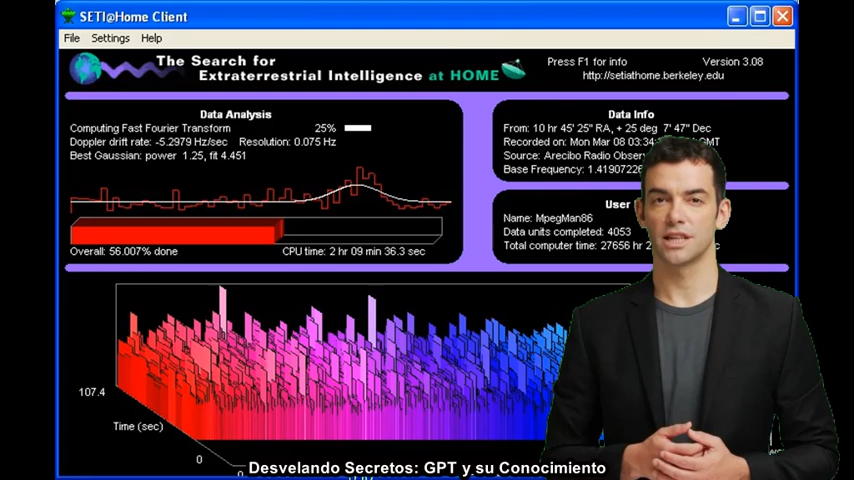 SETI@Home Client
File Settings Help
The Search for
Extraterrestrial Intelligence at HOME
Press F1 for info Version 3.08
http://setiathome.berkeley.edu
Data Analysis
Computing Fast Fourier Transform 25%
Doppler drift rate: -5.2979 Hz/sec Resolution: 0.075 Hz
Best Gaussian: power 1.25, fit 4.451
Overall: 56.007% done CPU time: 2 hr 09 min 36.3 sec
Data Info
From: 10 hr 45' 25" RA, + 25 deg 7' 47" Dec
Recorded on: Mon Mar 08 03:34: GMT
Source: Arecibo Radio
Base Frequency:
User
Name: MpegMan86
Data units completed: 4053
Total computer time: 27656 hr
107.4
Time (sec)
0
Desvelando Secretos: GPT y su Conocimiento